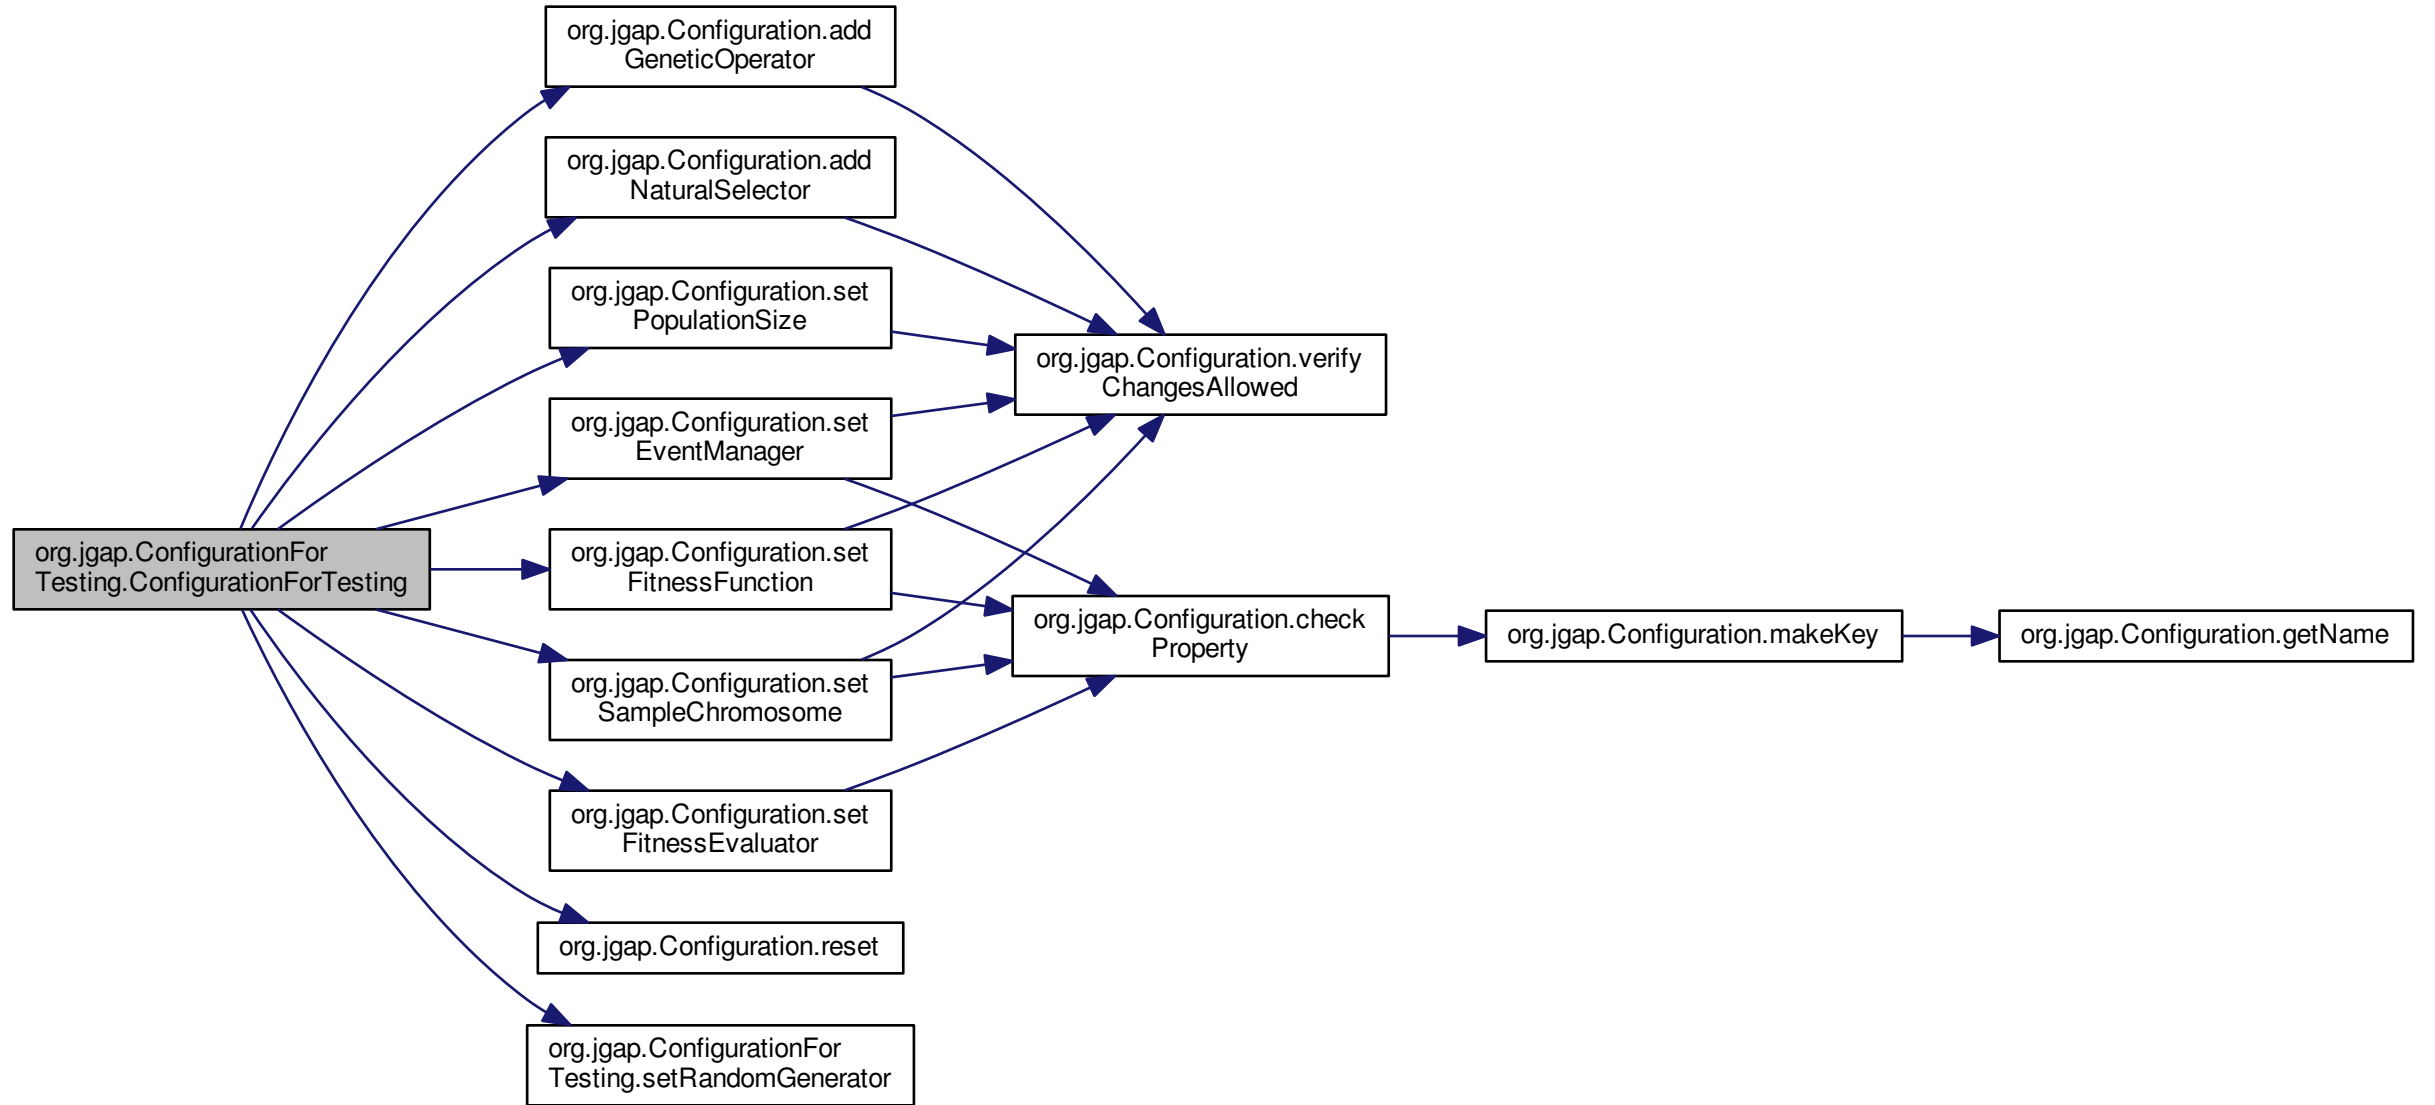 org.jgap.ConfigurationFor
Testing.ConfigurationForTesting
org.jgap.Configuration.add
GeneticOperator
org.jgap.Configuration.add
NaturalSelector
org.jgap.Configuration.set
PopulationSize
org.jgap.Configuration.set
EventManager
org.jgap.Configuration.set
FitnessFunction
org.jgap.Configuration.set
SampleChromosome
org.jgap.Configuration.set
FitnessEvaluator
org.jgap.Configuration.reset
org.jgap.ConfigurationFor
Testing.setRandomGenerator
org.jgap.Configuration.verify
ChangesAllowed
org.jgap.Configuration.check
Property
org.jgap.Configuration.makeKey
org.jgap.Configuration.getName